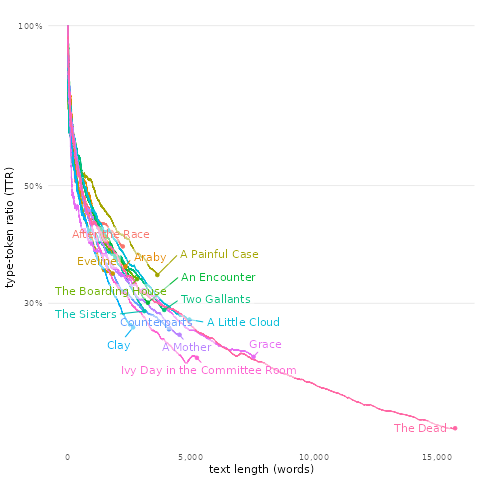 100%
After the Race
50%
Araby
A Painful Case
Eveline
An Encounter
The Boarding House
Two Gallants
30%
The Sisters
Counterparts
A Little Cloud
Clay
A Mother
Grace
Ivy Day in the Committee Room
The Dead
type-token ratio (TTR)
0
5,000
10,000
15,000
text length (words)